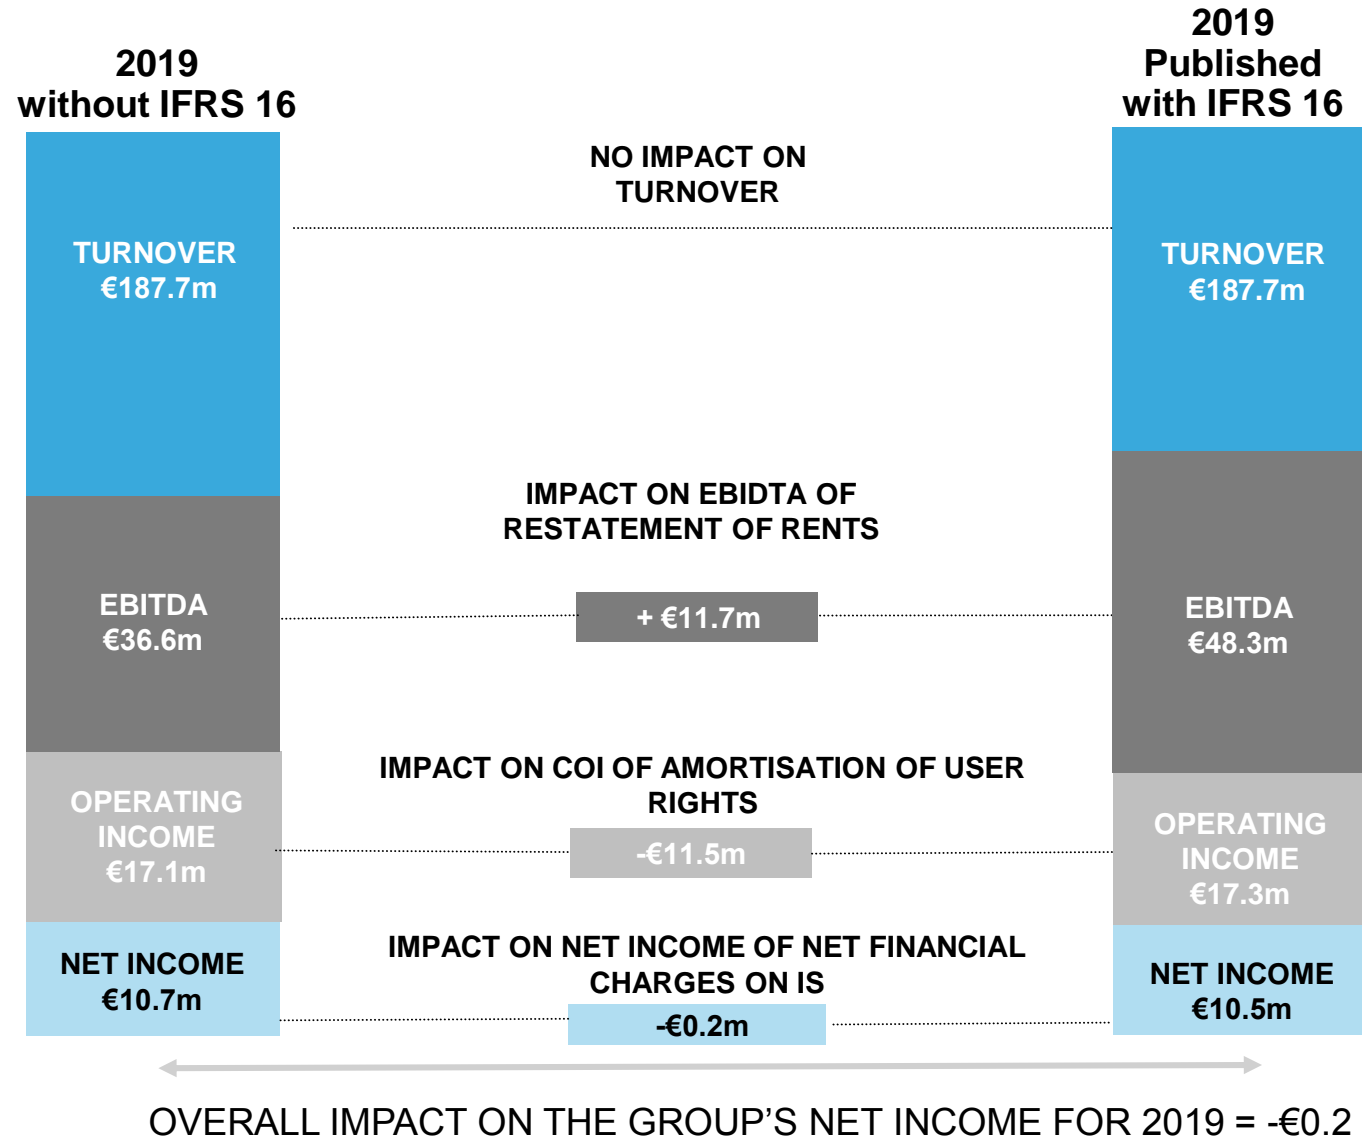 2019
without IFRS 16
2019
Published
with IFRS 16
NO IMPACT ON
TURNOVER
TURNOVER
€187.7m
TURNOVER
€187.7m
IMPACT ON EBIDTA OF
RESTATEMENT OF RENTS
EBITDA
€36.6m
+ €11.7m
EBITDA
€48.3m
IMPACT ON COI OF AMORTISATION OF USER
RIGHTS
OPERATING
INCOME
€17.1m
-€11.5m
OPERATING
INCOME
€17.3m
IMPACT ON NET INCOME OF NET FINANCIAL
CHARGES ON IS
NET INCOME
€10.7m
-€0.2m
NET INCOME
€10.5m
OVERALL IMPACT ON THE GROUP’S NET INCOME FOR 2019 = -€0.2